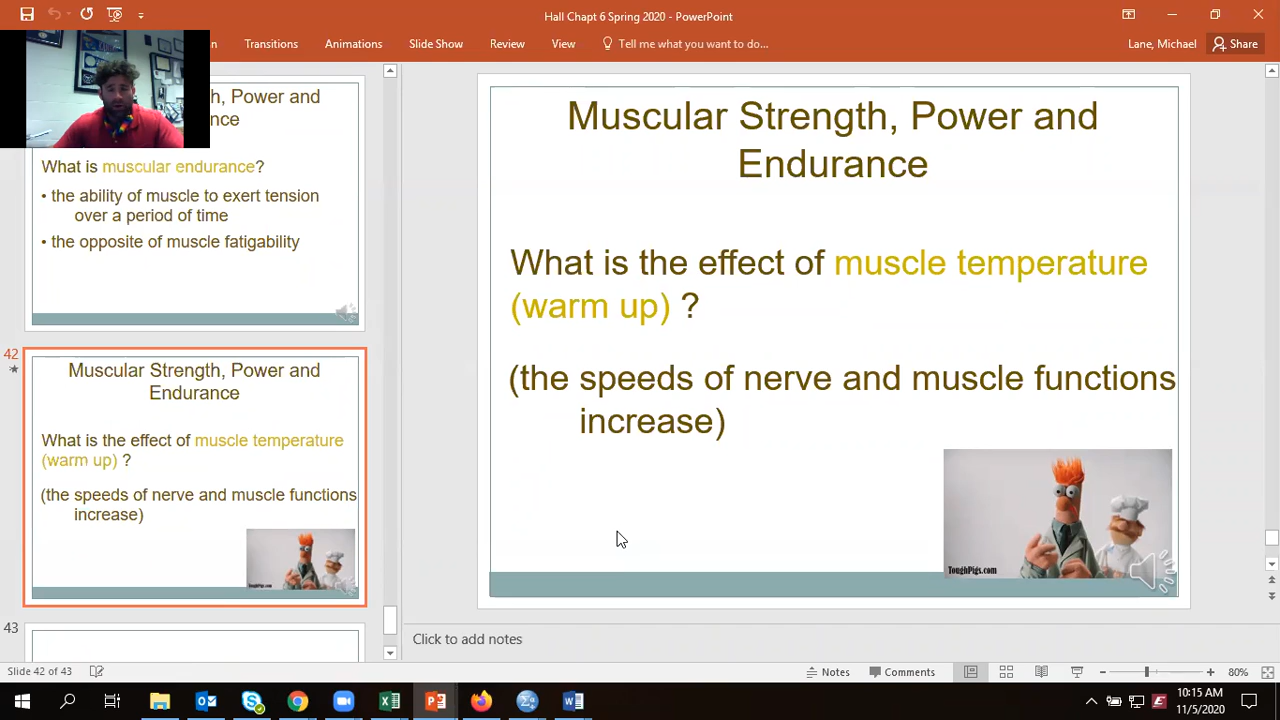 Hall Chapt 6 Spring 2020 - PowerPoint
Transitions Animations Slide Show Review View Tell me what you want to do... Lane, Michael Share
, Power and
What is muscular endurance?
• the ability of muscle to exert tension
over a period of time
• the opposite of muscle fatigability
42
Muscular Strength, Power and
Endurance
What is the effect of muscle temperature
(warm up) ?
(the speeds of nerve and muscle functions
increase)
43
Muscular Strength, Power and
Endurance
What is the effect of muscle temperature
(warm up) ?
(the speeds of nerve and muscle functions
increase)
ToughPigs.com
Click to add notes
Slide 42 of 43 Notes Comments 80%
10:15 AM
11/5/2020